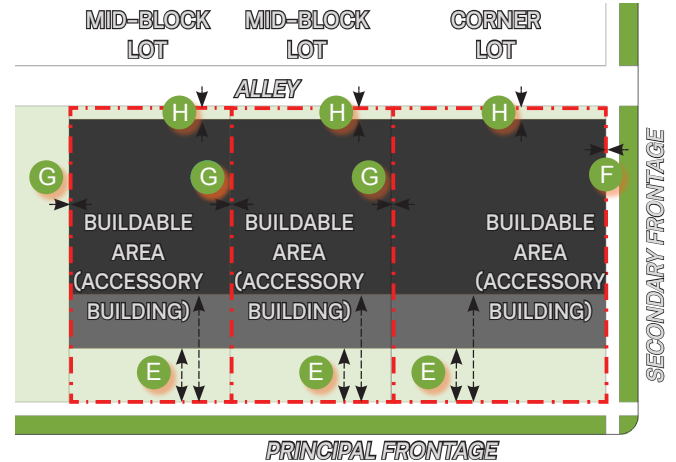 MID–BLOCK LOT
MID–BLOCK LOT
CORNER LOT
ALLEY
H
H
H
G
G
G
F
BUILDABLE AREA (ACCESSORY BUILDING)
BUILDABLE AREA (ACCESSORY BUILDING)
BUILDABLE AREA (ACCESSORY BUILDING)
SECONDARY FRONTAGE
E
E
E
PRINCIPAL FRONTAGE